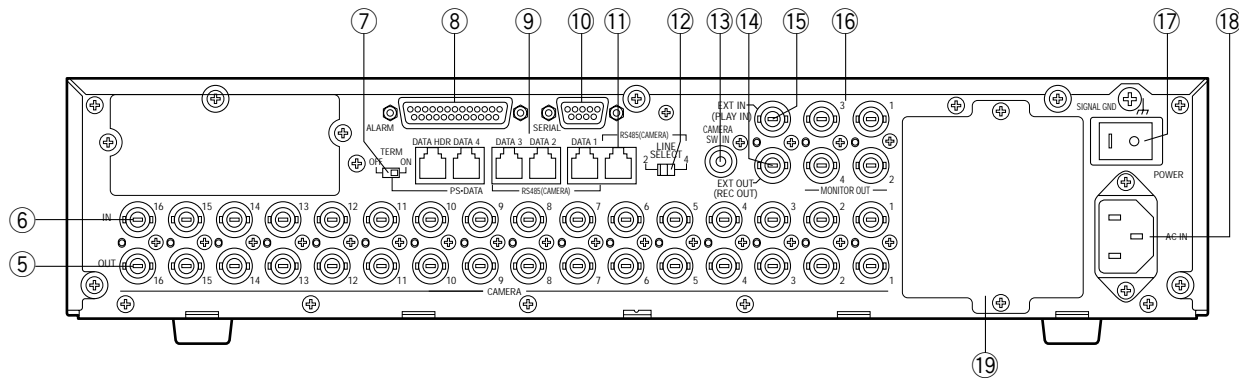 ⑦ ⑧ ⑨ ⑩ ⑪ ⑫ ⑬ ⑭ ⑮ ⑯ ⑰ ⑱
ALARM
SERIAL
EXT IN
(PLAY IN)
3 1
SIGNAL GND
RS485(CAMERA)
CAMERA
SW IN
DATA HDR DATA 4 DATA 3 DATA 2 DATA 1
LINE
SELECT
2 4
TERM
OFF ON
PS•DATA
RS485(CAMERA)
EXT OUT
(REC OUT)
4 2
MONITOR OUT
POWER
⑥ IN
16 15 14 13 12 11 10 9 8 7 6 5 4 3 2 1
AC IN
⑤ OUT
16 15 14 13 12 11 10 9 8 7 6 5 4 3 2 1
CAMERA
⑲